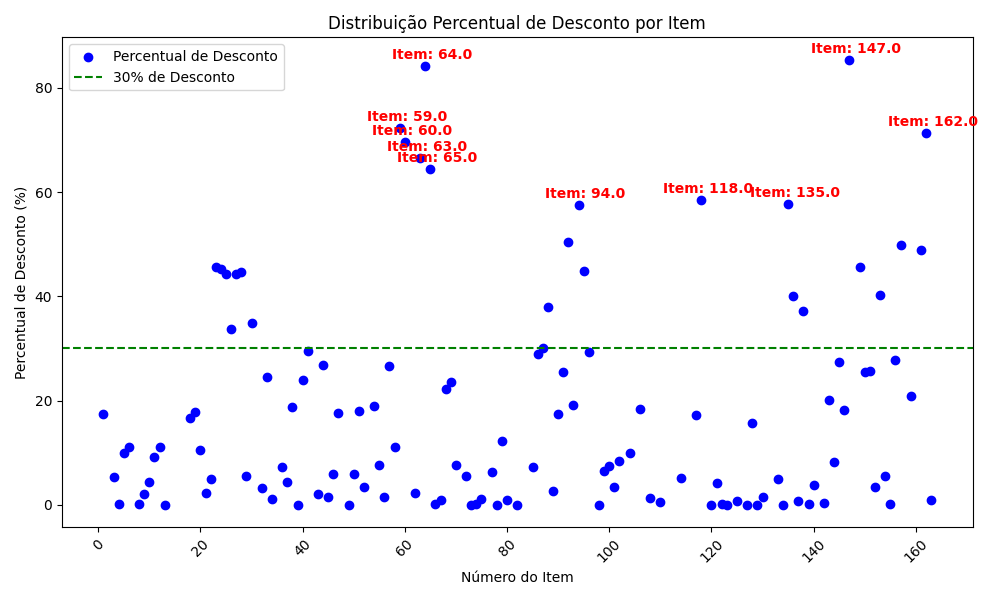 Distribuição Percentual de Desconto por Item
Percentual de Desconto
30% de Desconto
Item: 64.0
Item: 147.0
Item: 59.0
Item: 162.0
Item: 60.0
Item: 63.0
Item: 65.0
Item: 94.0
Item: 118.0
Item: 135.0
Percentual de Desconto (%)
80
60
40
20
0
0
20
40
60
80
100
120
140
160
Número do Item